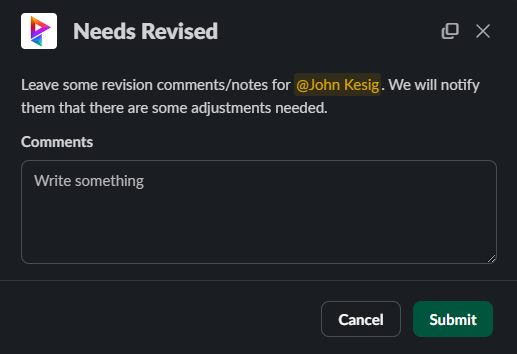 Needs Revised
Leave some revision comments/notes for @John Kesig. We will notify
them that there are some adjustments needed.
Comments
Write something
Cancel
Submit